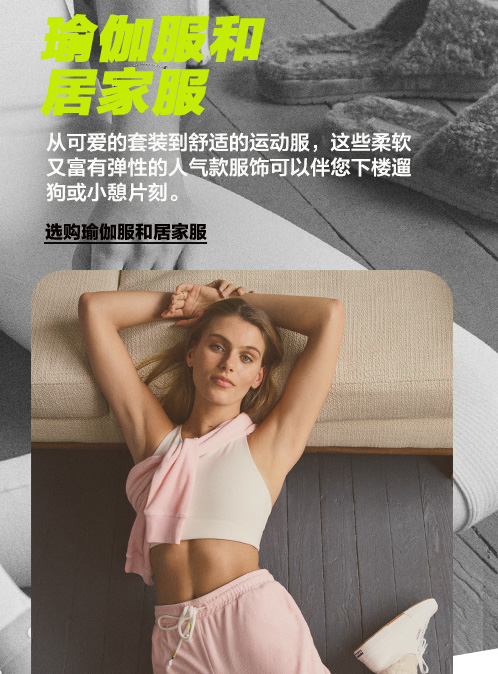 瑜伽服和
居家服
从可爱的套装到舒适的运动服，这些柔软
又富有弹性的人气款服饰可以伴您下楼遛
狗或小憩片刻。
选购瑜伽服和居家服